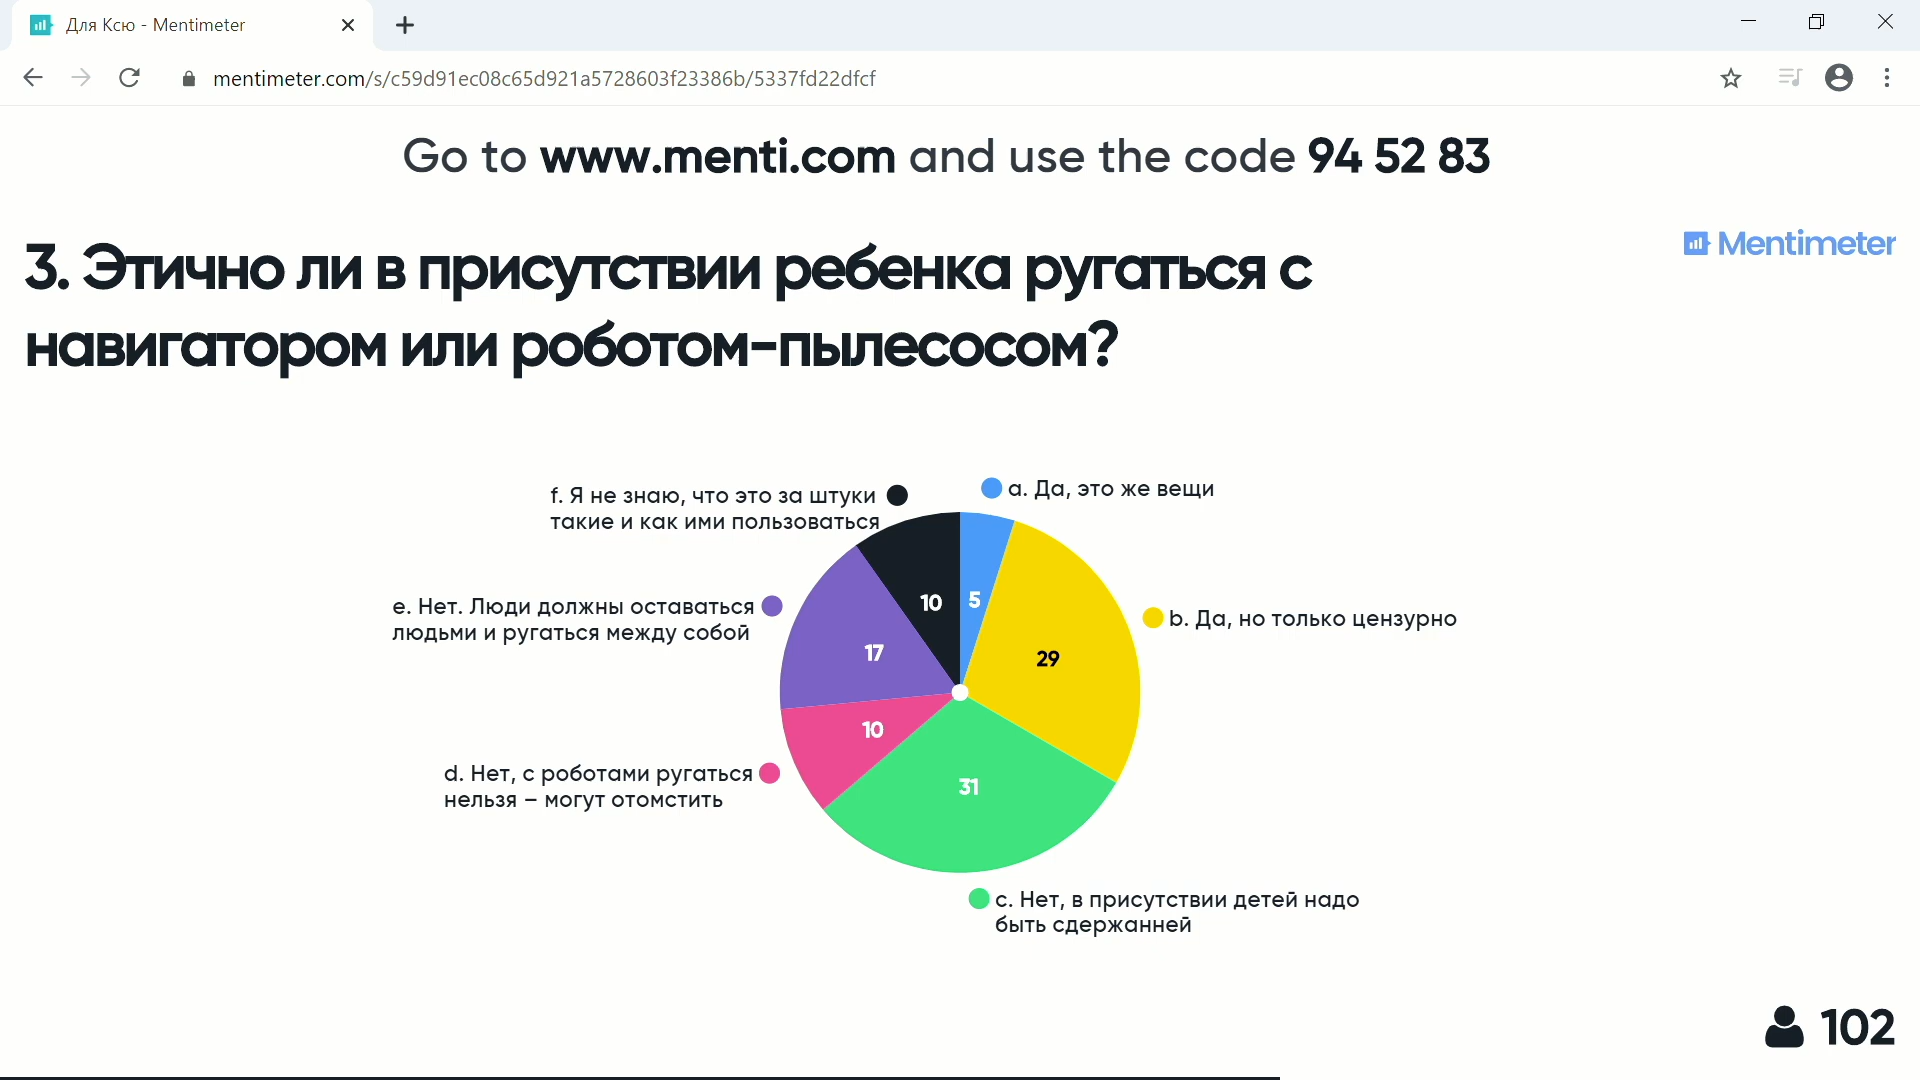 Для Ксю - Mentimeter
mentimeter.com/s/c59d91ec08c65d921a5728603f23386b/5337fd22dfcf
Go to www.menti.com and use the code 94 52 83
Mentimeter
3. Этично ли в присутствии ребенка ругаться с
навигатором или роботом-пылесосом?
f. Я не знаю, что это за штуки
такие и как ими пользоваться
a. Да, это же вещи
e. Нет. Люди должны оставаться
людьми и ругаться между собой
b. Да, но только цензурно
10
5
17
29
10
31
d. Нет, с роботами ругаться
нельзя – могут отомстить
c. Нет, в присутствии детей надо
быть сдержанней
102